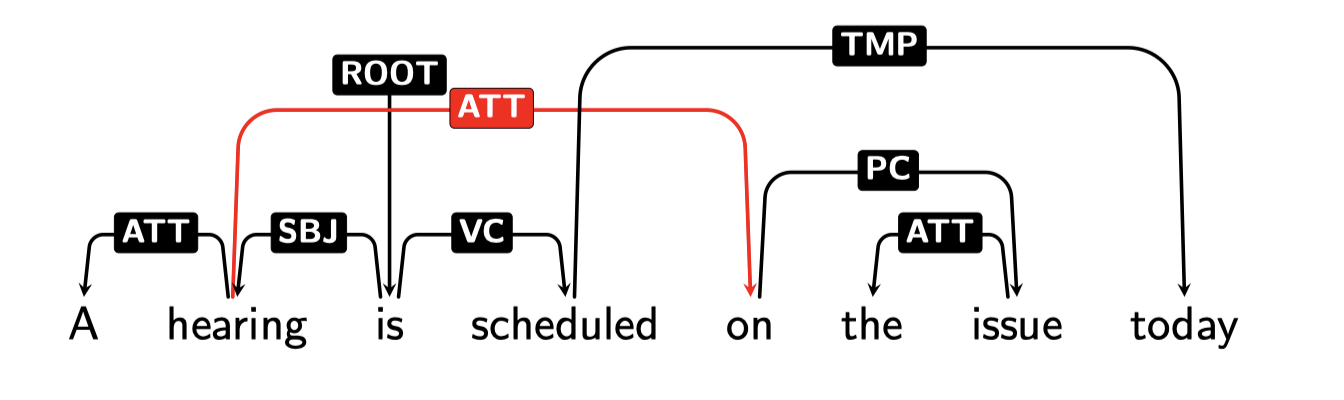 TMP
ROOT
ATT
PC
ATT SBJ VC ATT
A hearing is scheduled on the issue today